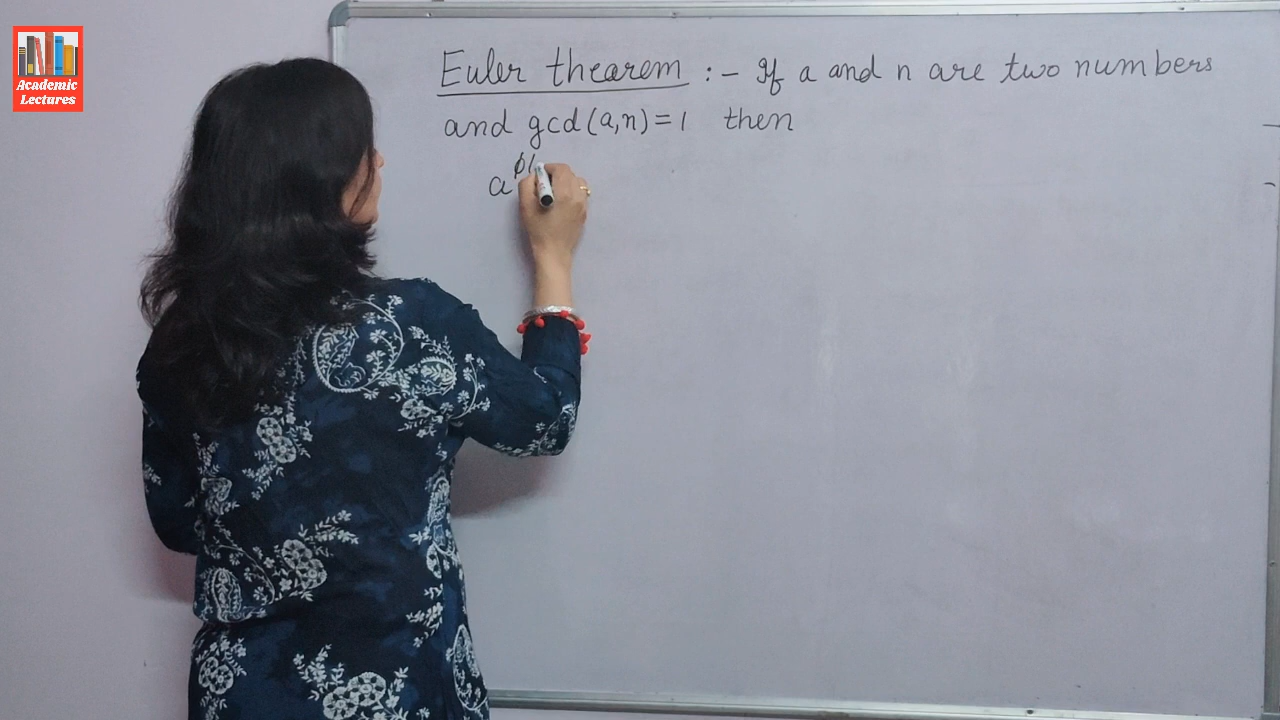 Academic
Lectures
Euler thearem :- If a and n are two numbers
and gcd(a,n)=1 then
a^ϕ(